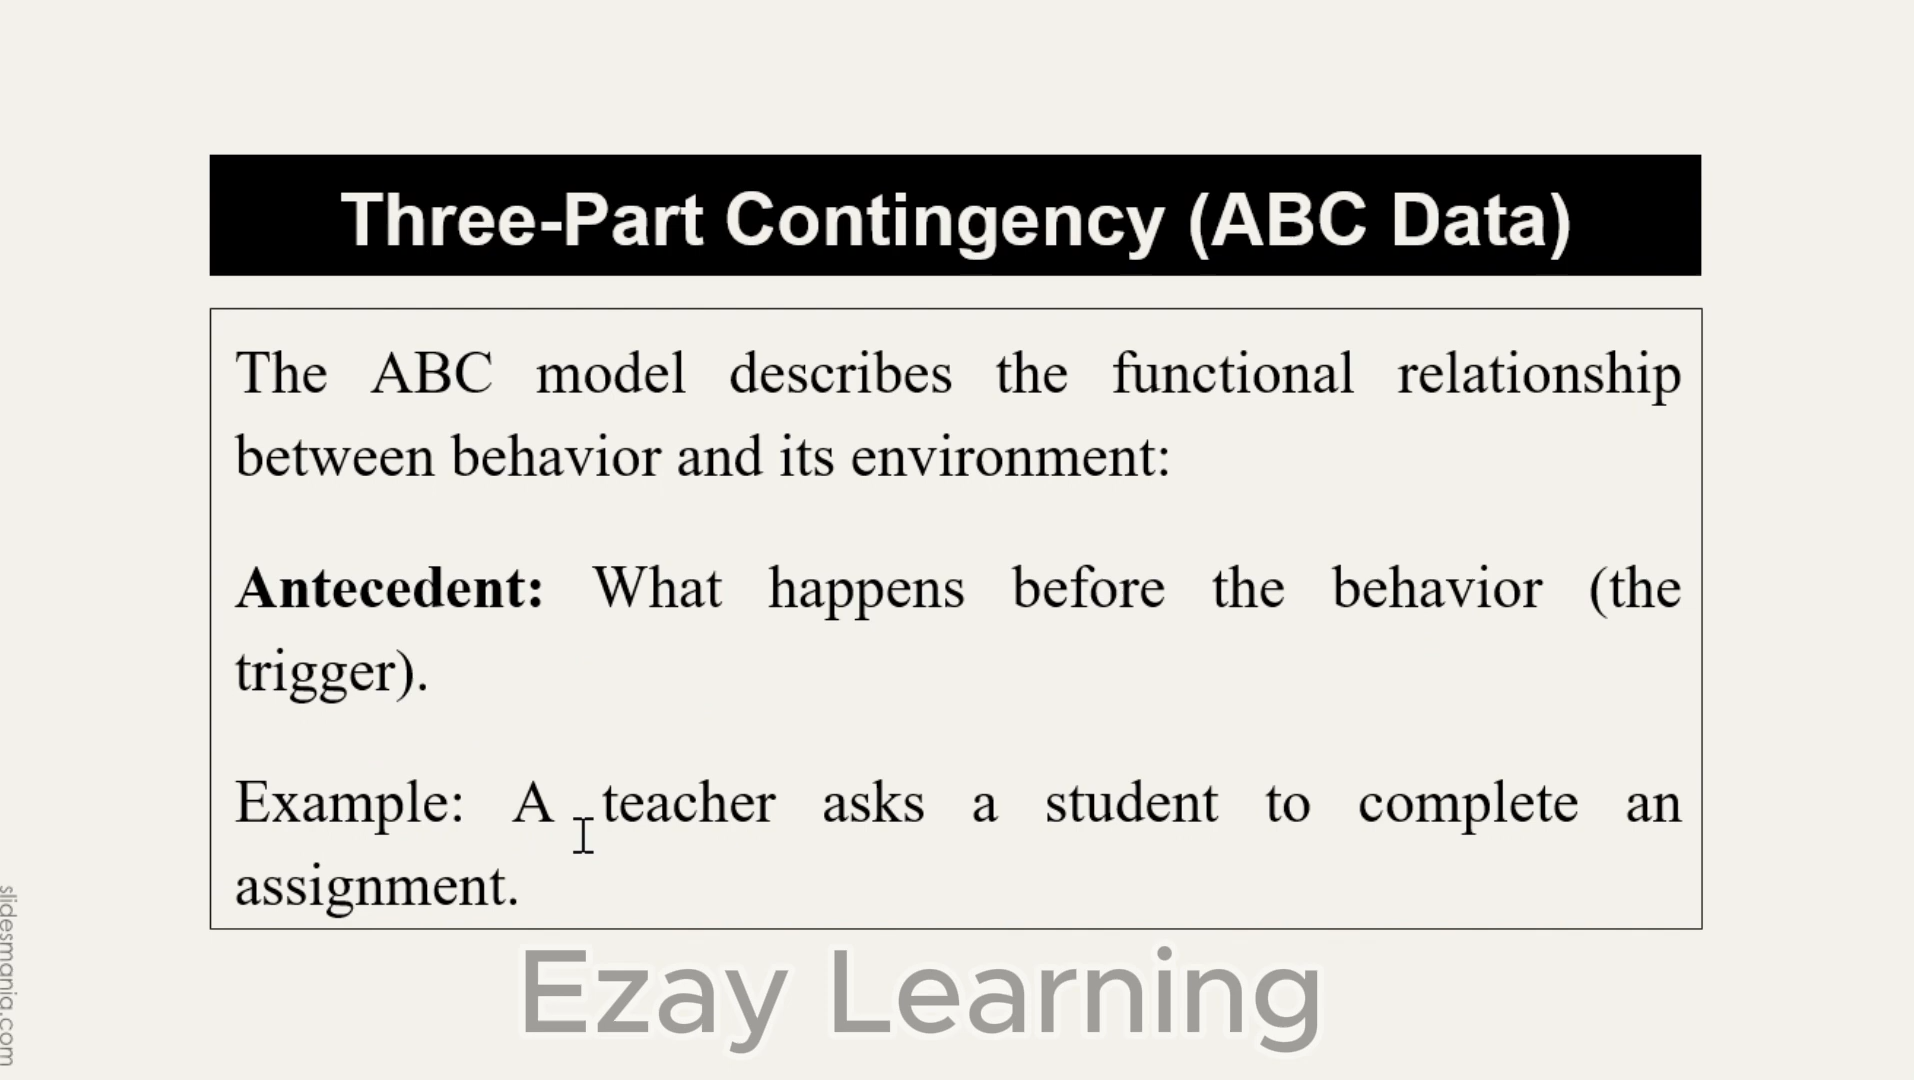 Three-Part Contingency (ABC Data)
The ABC model describes the functional relationship
between behavior and its environment:
Antecedent: What happens before the behavior (the
trigger).
Example: A teacher asks a student to complete an
assignment.
Ezay Learning
slidesmania.com